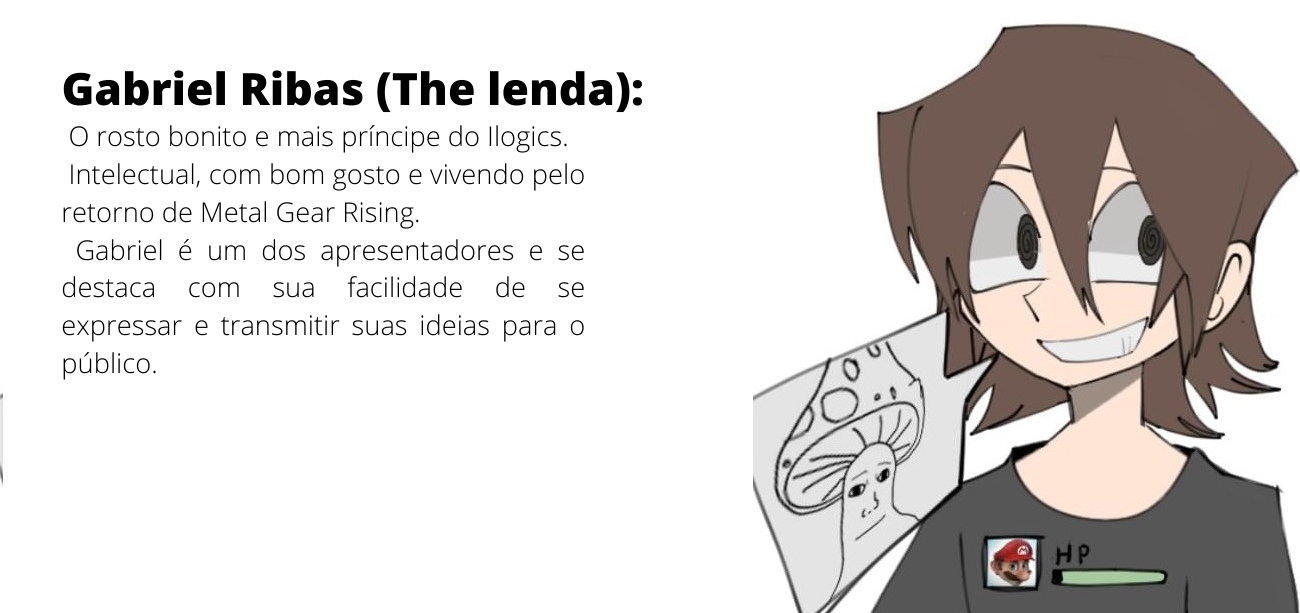 Gabriel Ribas (The lenda):
O rosto bonito e mais príncipe do Ilogics.
Intelectual, com bom gosto e vivendo pelo
retorno de Metal Gear Rising.
Gabriel é um dos apresentadores e se
destaca com sua facilidade de se
expressar e transmitir suas ideias para o
público.
HP